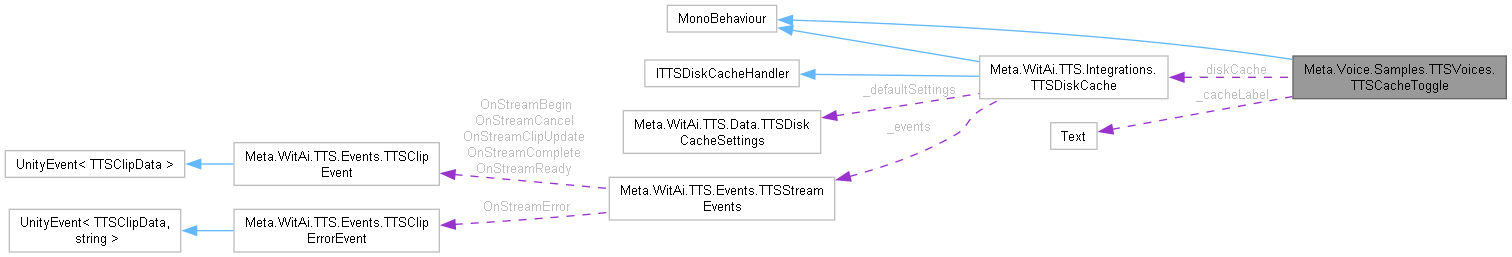 MonoBehaviour
ITTSDiskCacheHandler
Meta.WitAi.TTS.Integrations.
TTSDiskCache
_diskCache
Meta.Voice.Samples.TTSVoices.
TTSCacheToggle
_cacheLabel
_defaultSettings
Meta.WitAi.TTS.Data.TTSDisk
CacheSettings
_events
Text
OnStreamBegin
OnStreamCancel
OnStreamClipUpdate
OnStreamComplete
OnStreamReady
UnityEvent< TTSClipData >
Meta.WitAi.TTS.Events.TTSClip
Event
Meta.WitAi.TTS.Events.TTSStream
Events
OnStreamError
UnityEvent< TTSClipData,
string >
Meta.WitAi.TTS.Events.TTSClip
ErrorEvent